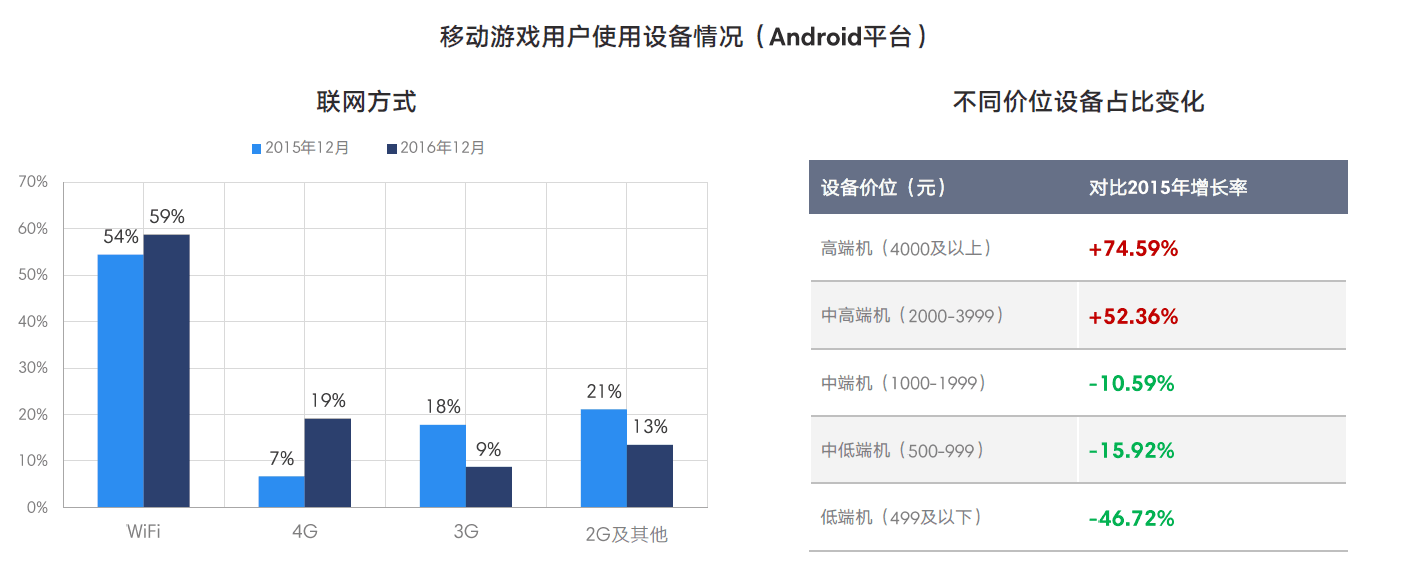 移动游戏用户使用设备情况（Android平台）
联网方式
2015年12月 2016年12月
70%
60%
50%
40%
30%
20%
10%
0%
54% 59%
7% 19%
18% 9%
21% 13%
WiFi 4G 3G 2G及其他
不同价位设备占比变化
设备价位（元） 对比2015年增长率
高端机（4000及以上） +74.59%
中高端机（2000-3999） +52.36%
中端机（1000-1999） -10.59%
中低端机（500-999） -15.92%
低端机（499及以下） -46.72%